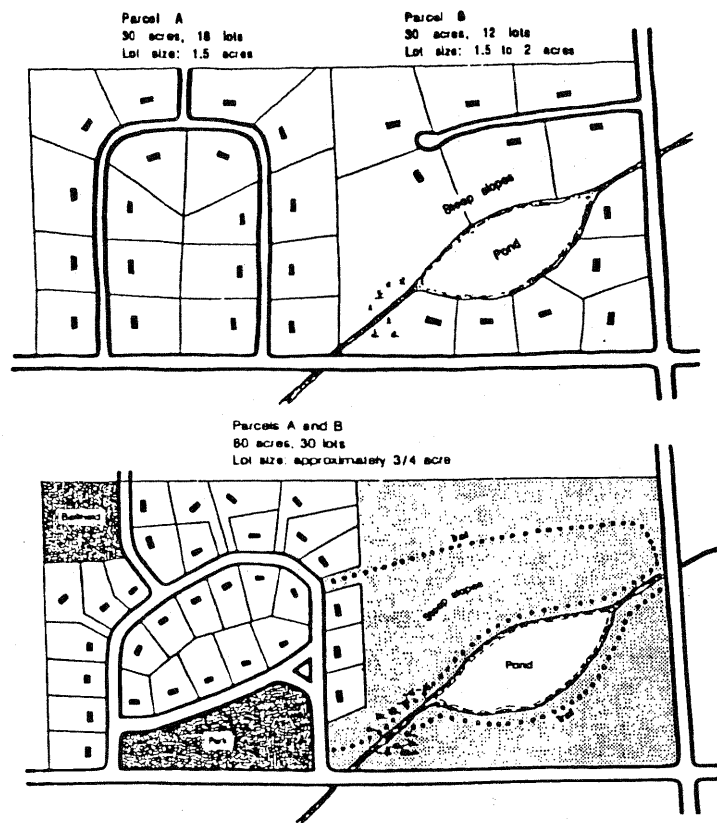 Parcel A
30 acres, 18 lots
Lot size: 1.5 acres
Parcel B
30 acres, 12 lots
Lot size: 1.5 to 2 acres
Steep slopes
Pond
Parcels A and B
60 acres, 30 lots
Lot size: approximately 3/4 acre
Trail
Steep slopes
Pond
Park
Trail